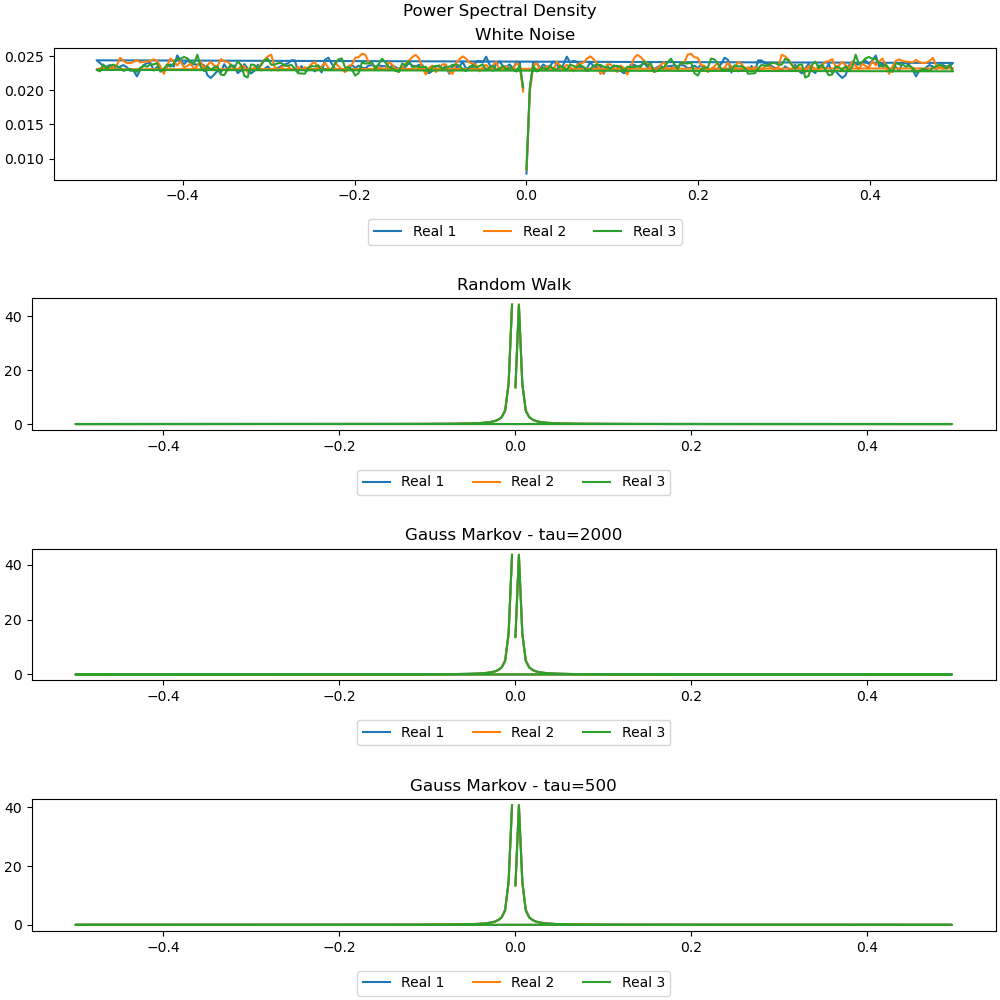 Power Spectral Density
White Noise
0.025
0.020
0.015
0.010
−0.4 −0.2 0.0 0.2 0.4
Real 1 Real 2 Real 3
Random Walk
40
20
0
−0.4 −0.2 0.0 0.2 0.4
Real 1 Real 2 Real 3
Gauss Markov - tau=2000
40
20
0
−0.4 −0.2 0.0 0.2 0.4
Real 1 Real 2 Real 3
Gauss Markov - tau=500
40
20
0
−0.4 −0.2 0.0 0.2 0.4
Real 1 Real 2 Real 3